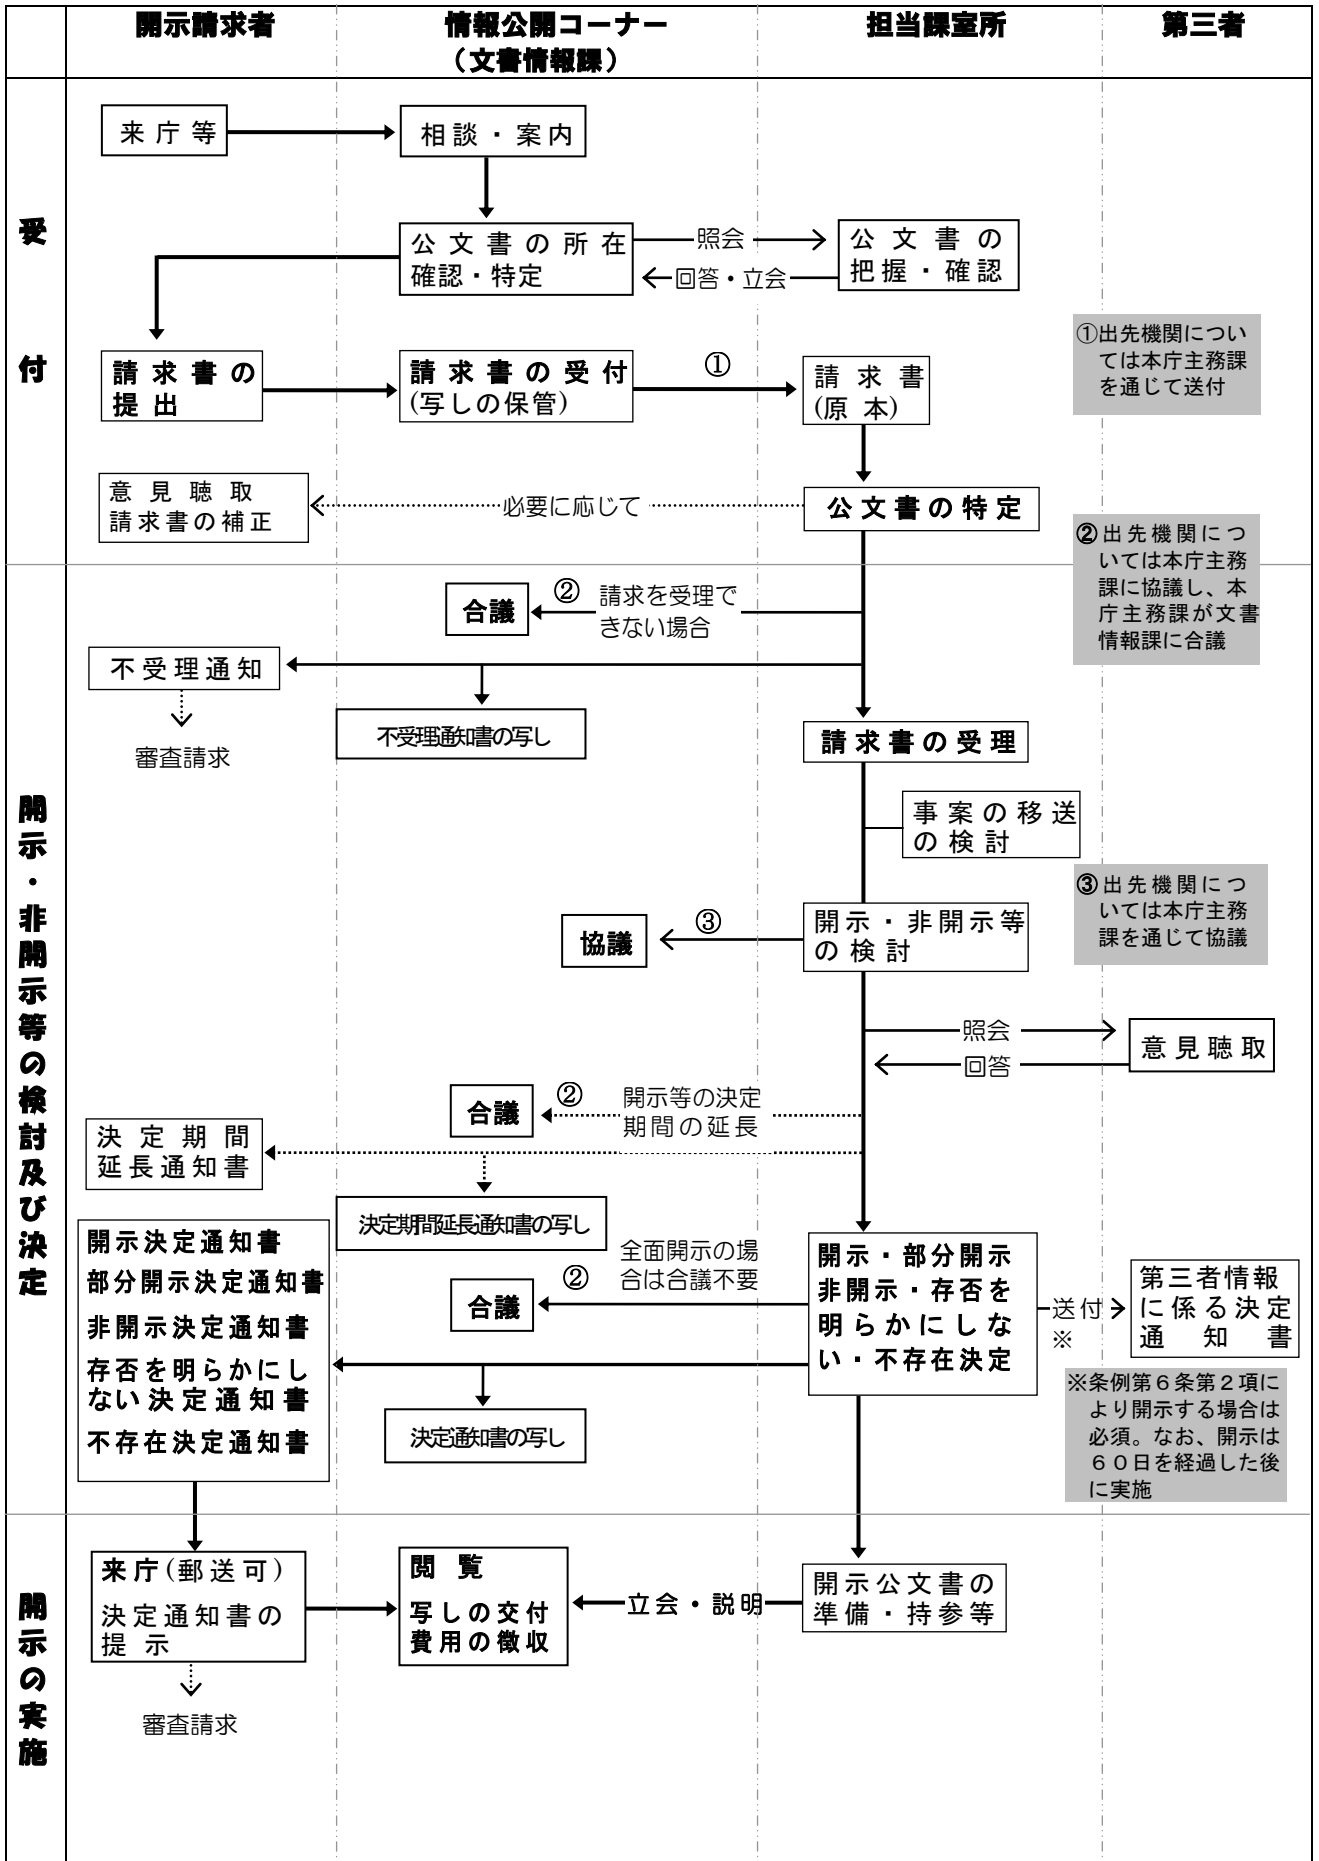 開示請求者
情報公開コーナー
（文書情報課）
担当課室所
第三者
受
付
来庁等
相談・案内
公文書の所在
確認・特定
照会
回答・立会
公文書の
把握・確認
請求書の
提出
請求書の受付
(写しの保管)
①
請求書
(原本)
①出先機関につい
ては本庁主務課
を通じて送付
意見聴取
請求書の補正
必要に応じて
公文書の特定
②出先機関につ
いては本庁主務
課に協議し、本
庁主務課が文書
情報課に合議
開示・非開示等の検討及び決定
合議
②
請求を受理で
きない場合
不受理通知
審査請求
不受理通知書の写し
請求書の受理
事案の移送
の検討
協議
③
開示・非開示等
の検討
③出先機関につ
いては本庁主務
課を通じて協議
照会
回答
意見聴取
合議
②
開示等の決定
期間の延長
決定期間
延長通知書
決定期間延長通知書の写し
開示決定通知書
部分開示決定通知書
非開示決定通知書
存否を明らかにし
ない決定通知書
不存在決定通知書
合議
②
全面開示の場
合は合議不要
決定通知書の写し
開示・部分開示
非開示・存否を
明らかにしな
い・不存在決定
送付
※
第三者情報
に係る決定
通知書
※条例第６条第２項に
より開示する場合は
必須。なお、開示は
６０日を経過した後
に実施
開示の実施
来庁(郵送可)
決定通知書の
提示
審査請求
閲覧
写しの交付
費用の徴収
立会・説明
開示公文書の
準備・持参等